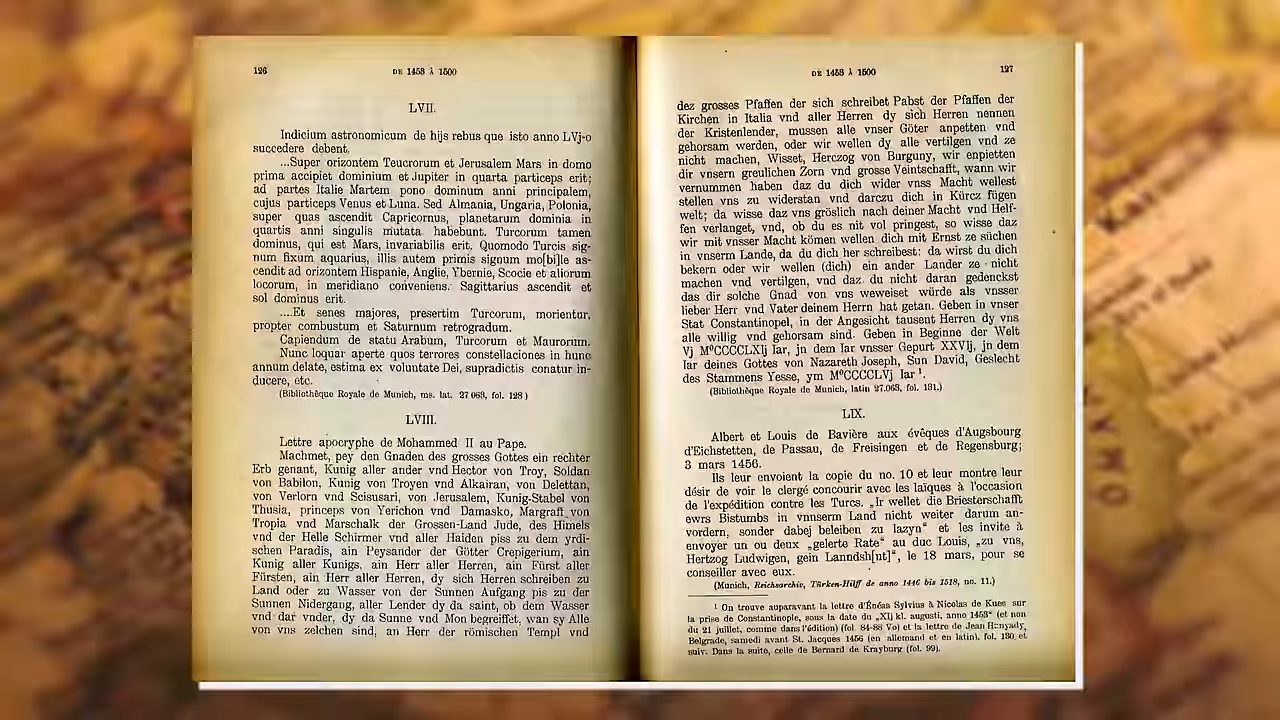 126
DE 1453 À 1500
LVII.
Indicium astronomicum de hijs rebus que isto anno LVj-o
succedere debent.
...Super orizontem Teucrorum et Jerusalem Mars in domo
prima accipiet dominium et Jupiter in quarta particeps erit;
ad partes Italie Martem pono dominum anni principalem,
cujus particeps Venus et Luna. Sed Almania, Ungaria, Polonia,
super quas ascendit Capricornus, planetarum dominia in
quartis anni singulis mutata habebunt. Turcorum tamen
dominus, qui est Mars, invariabilis erit. Quomodo Turcis sig-
num fixum aquarius, illis autem primis signum mo[bi]le as-
cendit ad orizontem Hispanie, Anglie, Ybernie, Scocie et aliorum
locorum, in meridiano conveniens. Sagittarius ascendit et
sol dominus erit.
....Et senes majores, presertim Turcorum, morientur,
propter combustum et Saturnum retrogradum.
Capiendum de statu Arabum, Turcorum et Maurorum.
Nunc loquar aperte quos terrores constellaciones in hunc
annum delate, estima ex voluntate Dei, supradictis conatur in-
ducere, etc.
(Bibliothèque Royale de Munich, ms. lat. 27 063, fol. 128)
LVIII.
Lettre apocryphe de Mohammed II au Pape.
Machmet, pey den Gnaden des grosses Gottes ein rechter
Erb genant, Kunig aller ander vnd Hector von Troy, Soldan
von Babilon, Kunig von Troyen vnd Alkairan, von Delettan,
von Verlorn vnd Scisusari, von Jerusalem, Kunig-Stabel von
Thusia, princeps von Yerichon vnd Damasko, Margraff von
Tropia vnd Marschalk der Grossen-Land Jude, des Himels
vnd der Helle Schirmer vnd aller Haiden piss zu dem yrdi-
schen Paradis, ain Peysander der Götter Crepigerium, ain
Kunig aller Kunigs, ain Herr aller Herren, ain Fürst aller
Fürsten, ain Herr aller Herren, dy sich Herren schreiben zu
Land oder zu Wasser von der Sunnen Aufgang pis zu der
Sunnen Nidergang, aller Lender dy da saint, ob dem Wasser
vnd dar vnder, dy da Sunne vnd Mon begreiffet, wan sy Alle
von vns zelchen sind, an Herr der römischen Templ vnd
127
DE 1453 À 1500
dez grosses Pfaffen der sich schreibet Pabst der Pfaffen der
Kirchen in Italia vnd aller Herren dy sich Herren nennen
der Kristenlender, mussen alle vnser Göter anpetten vnd
gehorsam werden, oder wir wellen dy alle vertilgen vnd ze
nicht machen, Wisset, Herczog von Burguny, wir enpietten
dir vnsern greulichen Zorn vnd grosse Veintschafft, wann wir
vernummen haben daz du dich wider vnss Macht wellest
stellen vns zu widerstan vnd darczu dich in Kürcz fügen
welt; da wisse daz vns gröslich nach deiner Macht vnd Helf-
fen verlanget, vnd, ob du es nit vol pringest, so wisse daz
wir mit vnsser Macht kömen wellen dich mit Ernst ze süchen
in vnserm Lande, da du dich her schreibest: da wirst du dich
bekern oder wir wellen (dich) ein ander Lander ze nicht
machen vnd vertilgen, vnd daz du nicht daran gedenckst
das dir solche Gnad von vns weweiset würde als vnsser
lieber Herr vnd Vater deinem Herrn hat getan. Geben in vnser
Stat Constantinopel, in der Angesicht tausent Herren dy vns
alle willig vnd gehorsam sind. Geben in Beginne der Welt
Vj MºCCCCLXIj Iar, jn dem Iar vnsser Gepurt XXVIj, jn dem
Iar deines Gottes von Nazareth Joseph, Sun David, Geslecht
des Stammens Yesse, ym MºCCCCLVj Iar ¹.
(Bibliothèque Royale de Munich, latin 27.063, fol. 131.)
LIX.
Albert et Louis de Bavière aux évêques d'Augsbourg
d'Eichstetten, de Passau, de Freisingen et de Regensburg;
3 mars 1456.
Ils leur envoient la copie du no. 10 et leur montre leur
désir de voir le clergé concourir avec les laïques à l'occasion
de l'expédition contre les Turcs. „Ir wellet die Briesterschafft
ewrs Bistumbs in vnnserm Land nicht weiter darum an-
vordern, sonder dabej beleiben zu lazyn“ et les invite à
envoyer un ou deux „gelerte Rate“ au duc Louis, „zu vns,
Hertzog Ludwigen, gein Lanndsh[ut]“, le 18 mars, pour se
conseiller avec eux.
(Munich, Reichsarchiv, Türken-Hilff de anno 1446 bis 1518, no. 11.)
¹ On trouve auparavant la lettre d'Énéas Sylvius à Nicolas de Kues sur
la prise de Constantinople, sous la date du „XIj kl. augusti, anno 1453“ (et non
du 21 juillet, comme dans l'édition) (fol. 84-88 Vo) et la lettre de Jean Hunyady,
Belgrade, samedi avant St. Jacques 1456 (en allemand et en latin), fol. 130 et
suiv. Dans la suite, celle de Bernard de Krayburg (fol. 99).